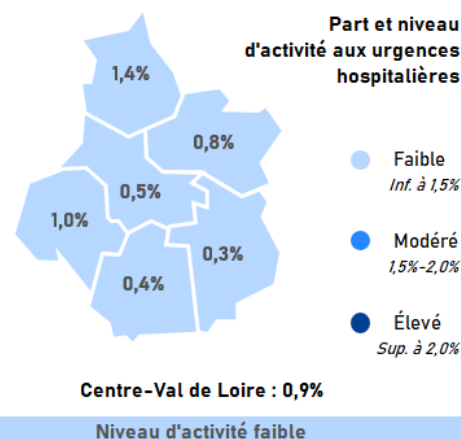 Part et niveau
d'activité aux urgences
hospitalières
1,4%
0,8%
0,5%
1,0%
0,3%
0,4%
Faible
Inf. à 1,5%
Modéré
1,5%-2,0%
Élevé
Sup. à 2,0%
Centre-Val de Loire : 0,9%
Niveau d'activité faible